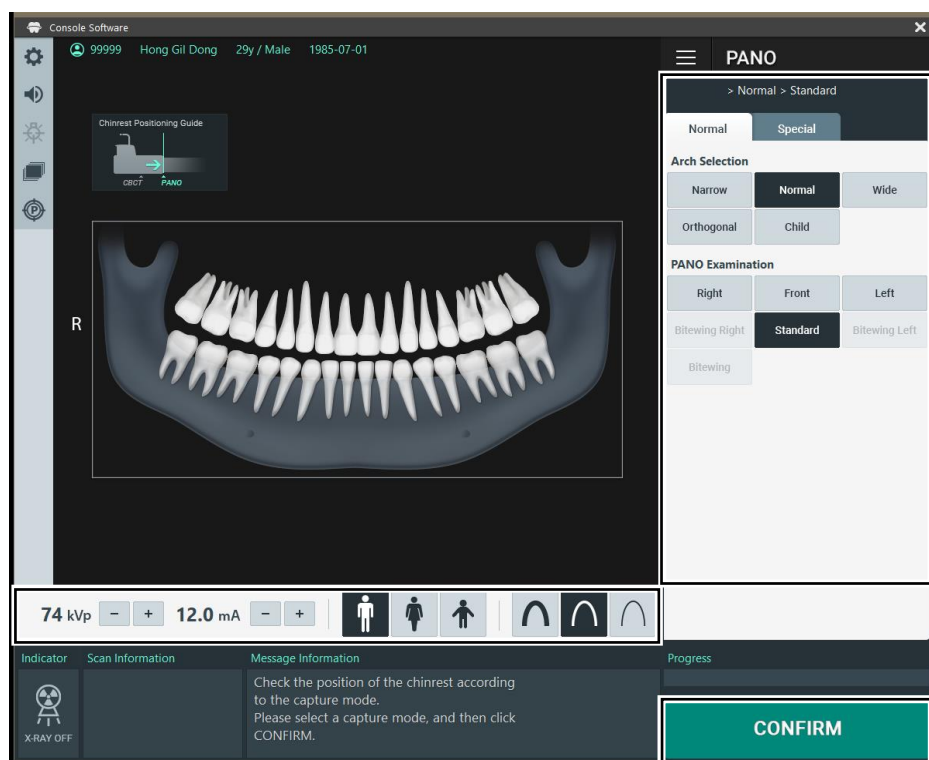 Console Software
99999 Hong Gil Dong 29y / Male 1985-07-01
PANO
> Normal > Standard
Chinrest Positioning Guide
CBCT PANO
Normal Special
Arch Selection
Narrow Normal Wide
Orthogonal Child
PANO Examination
Right Front Left
Bitewing Right Standard Bitewing Left
Bitewing
R
P
74 kVp - + 12.0 mA - +
Indicator Scan Information Message Information Progress
X-RAY OFF
Check the position of the chinrest according
to the capture mode.
Please select a capture mode, and then click
CONFIRM.
CONFIRM